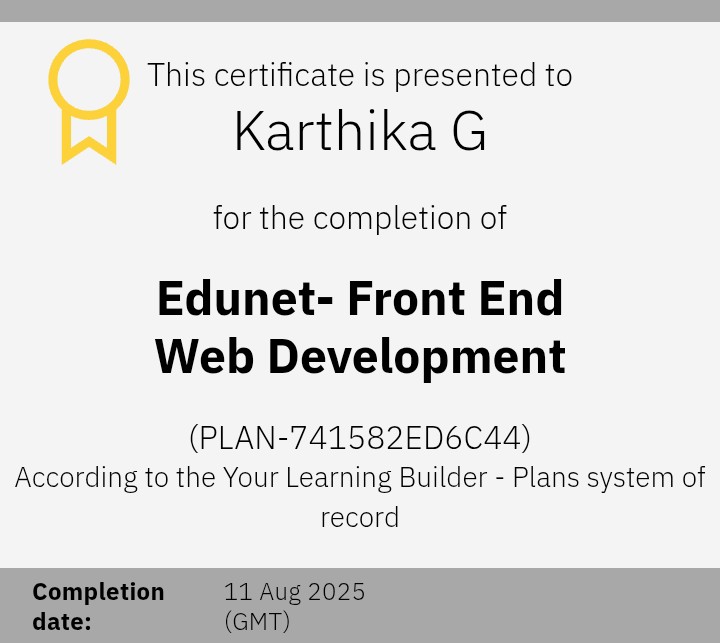 This certificate is presented to
Karthika G
for the completion of
Edunet- Front End
Web Development
(PLAN-741582ED6C44)
According to the Your Learning Builder - Plans system of
record
Completion date: 11 Aug 2025 (GMT)